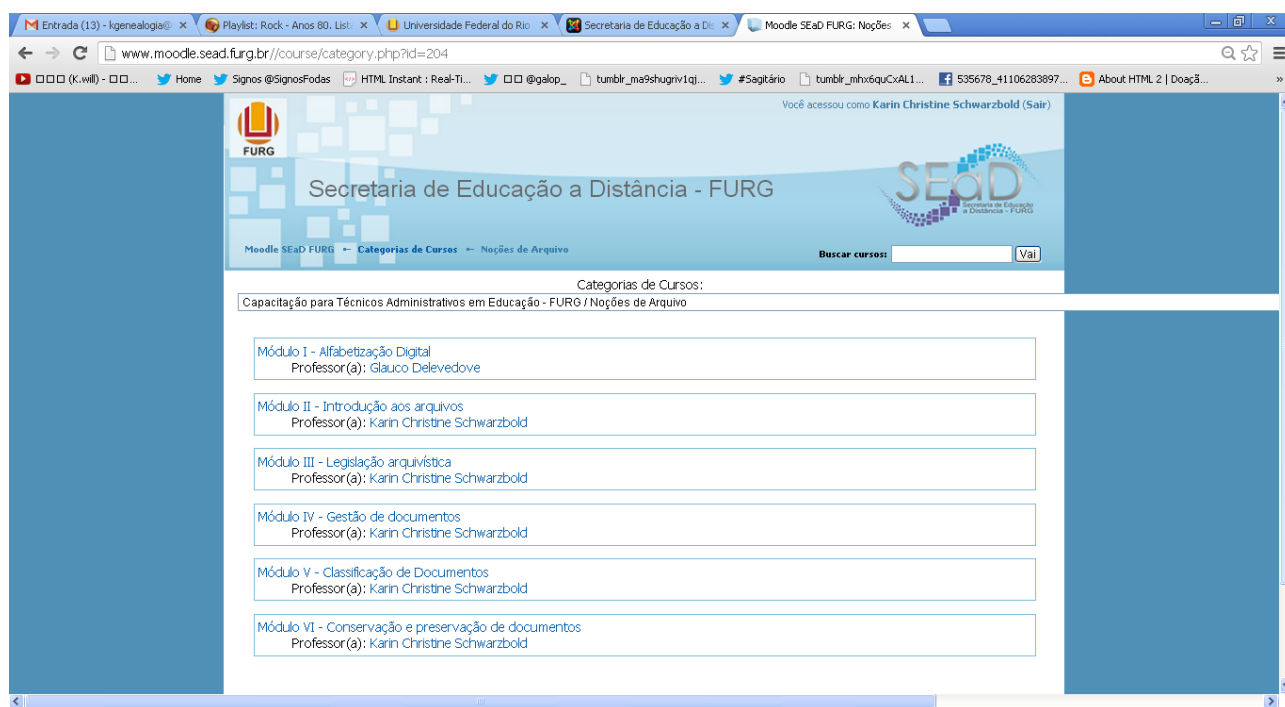 Entrada (13) - kgenealogia@
Playlist: Rock - Anos 80. List
Universidade Federal do Rio
Secretaria de Educação a Dis
Moodle SEaD FURG: Noções
www.moodle.sead.furg.br//course/category.php?id=204
(K.will) -
Home
Signos @SignosFodas
HTML Instant : Real-Ti...
@galop_
tumblr_ma9shugriv1qj...
#Sagitário
tumblr_mhx6quCxAL1...
535678_41106283897...
About HTML 2 | Doaçã...
»
Você acessou como Karin Christine Schwarzbold (Sair)
FURG
Secretaria de Educação a Distância - FURG
SEaD
Secretaria de Educação
a Distância - FURG
Moodle SEaD FURG ← Categorias de Cursos ← Noções de Arquivo
Buscar cursos: Vai
Categorias de Cursos:
Capacitação para Técnicos Administrativos em Educação - FURG / Noções de Arquivo
Módulo I - Alfabetização Digital
Professor(a): Glauco Delevedove
Módulo II - Introdução aos arquivos
Professor(a): Karin Christine Schwarzbold
Módulo III - Legislação arquivística
Professor(a): Karin Christine Schwarzbold
Módulo IV - Gestão de documentos
Professor(a): Karin Christine Schwarzbold
Módulo V - Classificação de Documentos
Professor(a): Karin Christine Schwarzbold
Módulo VI - Conservação e preservação de documentos
Professor(a): Karin Christine Schwarzbold